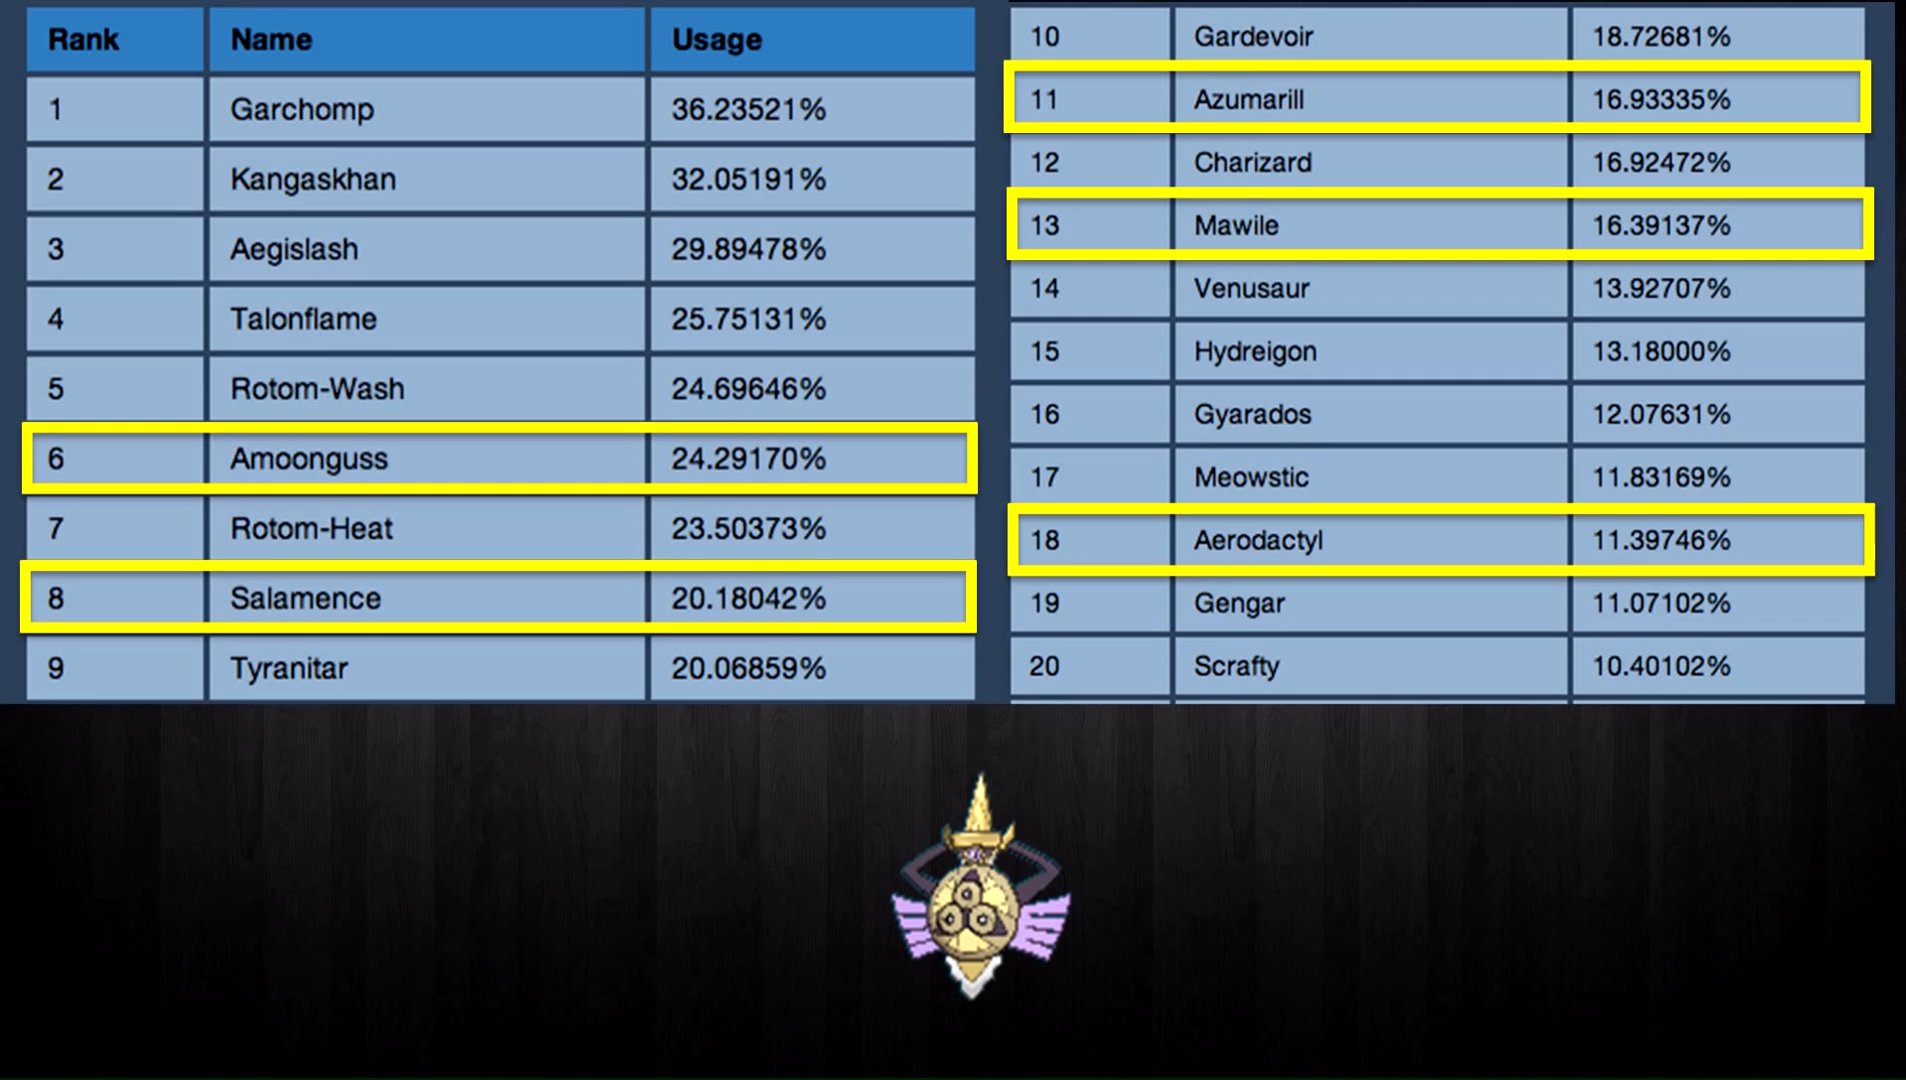 Rank Name Usage
1 Garchomp 36.23521%
2 Kangaskhan 32.05191%
3 Aegislash 29.89478%
4 Talonflame 25.75131%
5 Rotom-Wash 24.69646%
6 Amoonguss 24.29170%
7 Rotom-Heat 23.50373%
8 Salamence 20.18042%
9 Tyranitar 20.06859%
10 Gardevoir 18.72681%
11 Azumarill 16.93335%
12 Charizard 16.92472%
13 Mawile 16.39137%
14 Venusaur 13.92707%
15 Hydreigon 13.18000%
16 Gyarados 12.07631%
17 Meowstic 11.83169%
18 Aerodactyl 11.39746%
19 Gengar 11.07102%
20 Scrafty 10.40102%